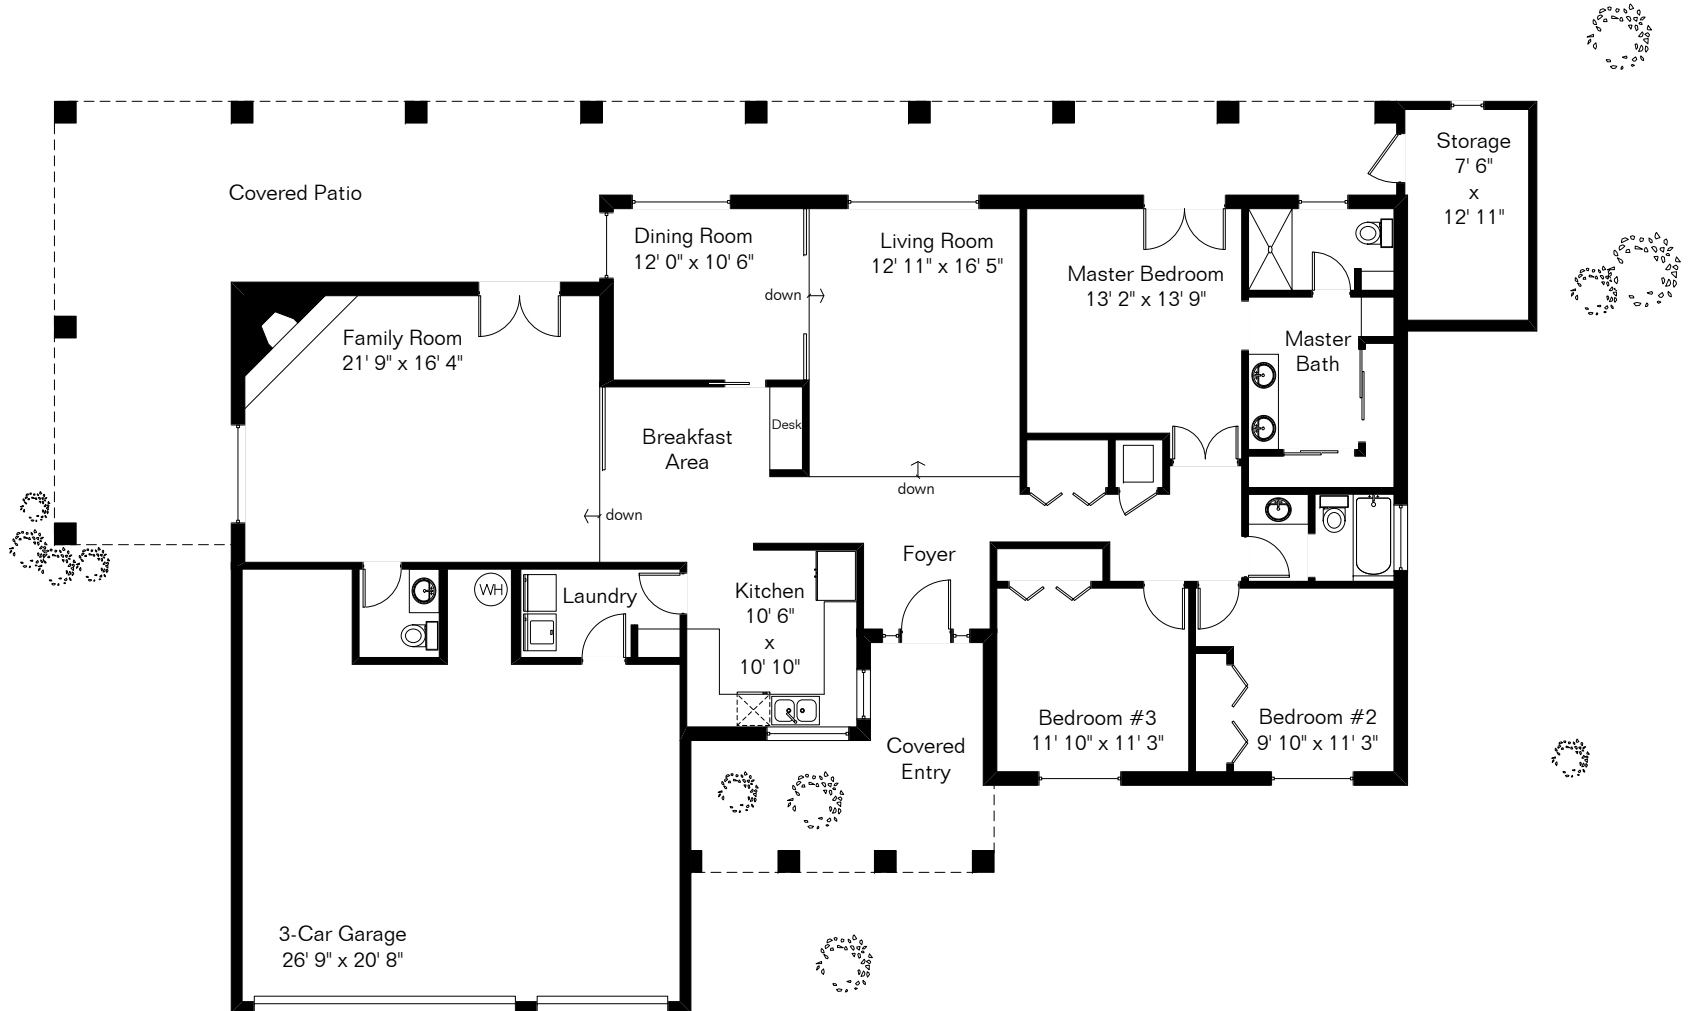 Covered Patio
Storage
7' 6"
x
12' 11"
Dining Room
12' 0" x 10' 6"
Living Room
12' 11" x 16' 5"
Master Bedroom
13' 2" x 13' 9"
down
Family Room
21' 9" x 16' 4"
Master
Bath
Desk
Breakfast
Area
down
down
Foyer
WH
Laundry
Kitchen
10' 6"
x
10' 10"
Bedroom #3
11' 10" x 11' 3"
Bedroom #2
9' 10" x 11' 3"
Covered
Entry
3-Car Garage
26' 9" x 20' 8"